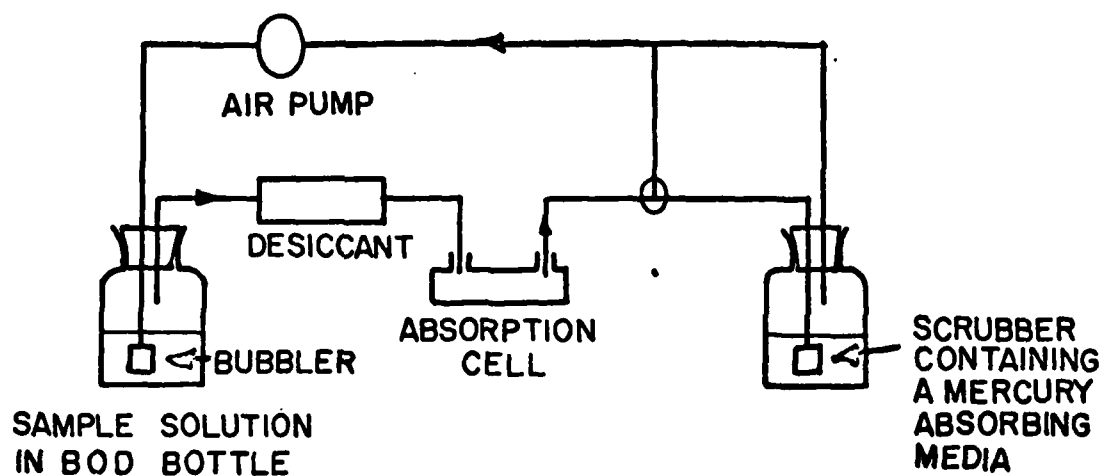 AIR PUMP
DESICCANT
ABSORPTION
CELL
BUBBLER
SAMPLE SOLUTION
IN BOD BOTTLE
SCRUBBER
CONTAINING
A MERCURY
ABSORBING
MEDIA